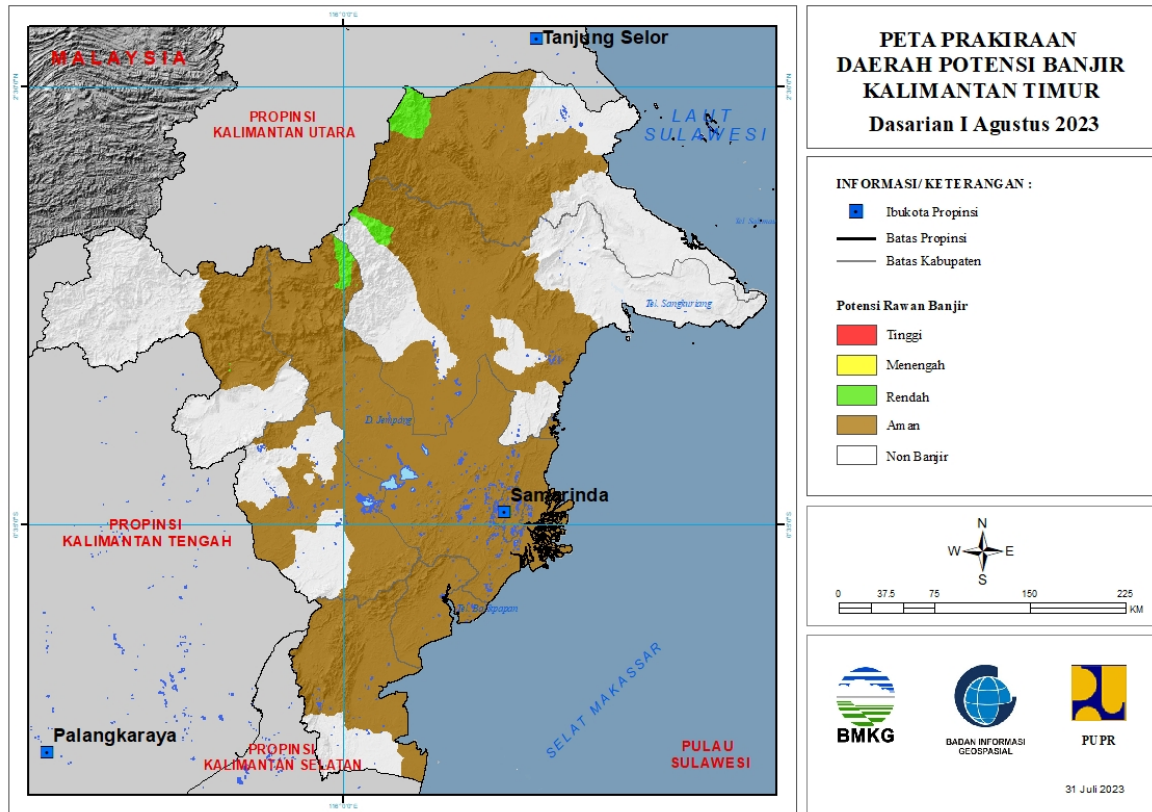 PETA PRAKIRAAN
DAERAH POTENSI BANJIR
KALIMANTAN TIMUR
Dasarian I Agustus 2023
INFORMASI/ KETERANGAN :
Ibukota Propinsi
Batas Propinsi
Batas Kabupaten
Potensi Rawan Banjir
Tinggi
Menengah
Rendah
Aman
Non Banjir
N
W E
S
0 37.5 75 150 225
KM
BMKG
BADAN INFORMASI
GEOSPASIAL
PUPR
31 Juli 2023
MALAYSIA
Tanjung Selor
PROPINSI
KALIMANTAN UTARA
LAUT
SULAWESI
Tel. Sangkuriang
D. Jempang
Samarinda
PROPINSI
KALIMANTAN TENGAH
SELAT MAKASSAR
Palangkaraya
PROPINSI
KALIMANTAN SELATAN
PULAU
SULAWESI